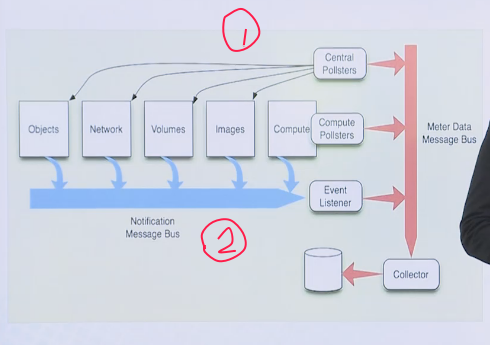 1
Central
Pollsters
Objects
Network
Volumes
Images
Compute
Compute
Pollsters
Meter Data
Message Bus
Event
Listener
Notification
Message Bus
2
Collector